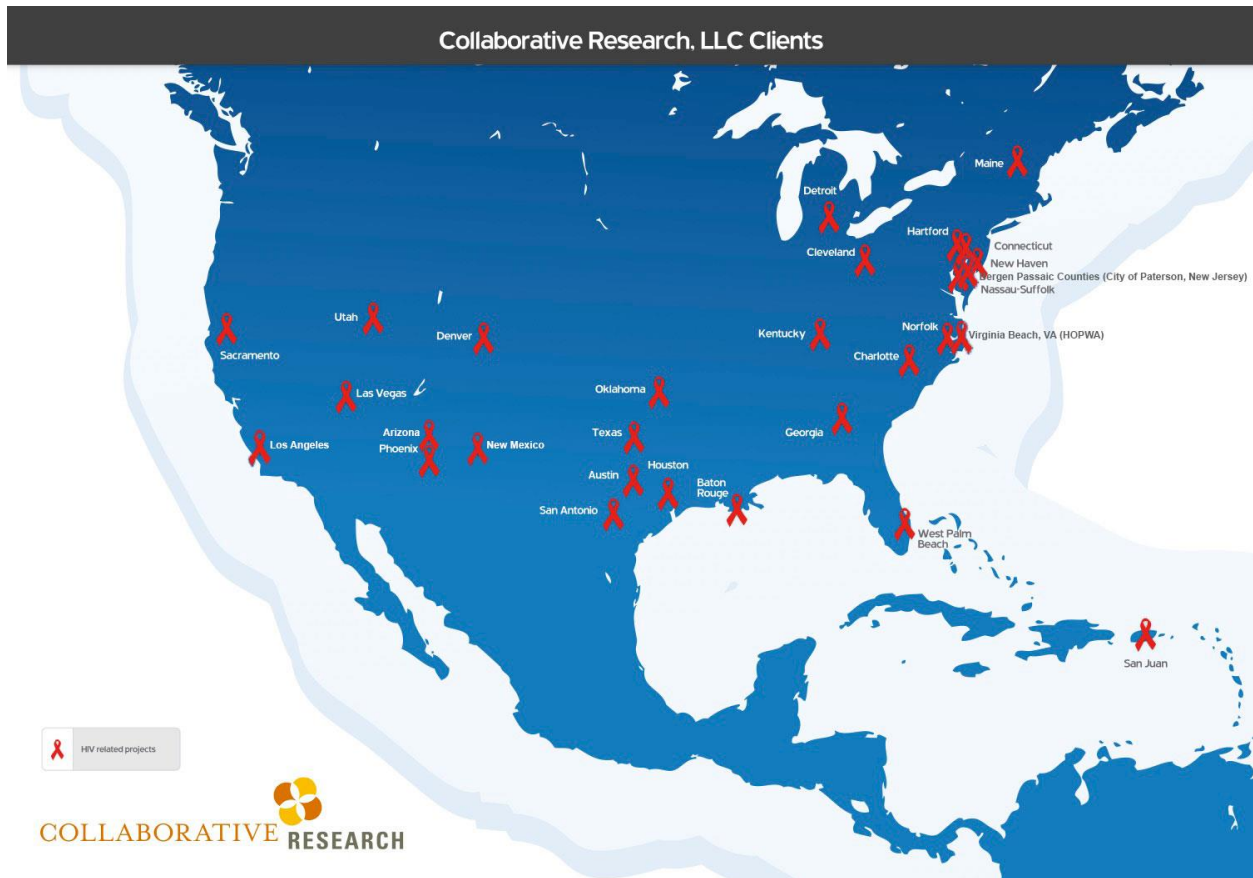 Collaborative Research, LLC Clients
Maine
Detroit
Hartford
Connecticut
Cleveland
New Haven
Bergen Passaic Counties (City of Paterson, New Jersey)
Nassau-Suffolk
Utah
Denver
Kentucky
Norfolk
Virginia Beach, VA (HOPWA)
Sacramento
Charlotte
Las Vegas
Oklahoma
Arizona
Texas
Georgia
Los Angeles
Phoenix
New Mexico
Houston
Austin
Baton
Rouge
San Antonio
West Palm
Beach
San Juan
HIV related projects
COLLABORATIVE
RESEARCH